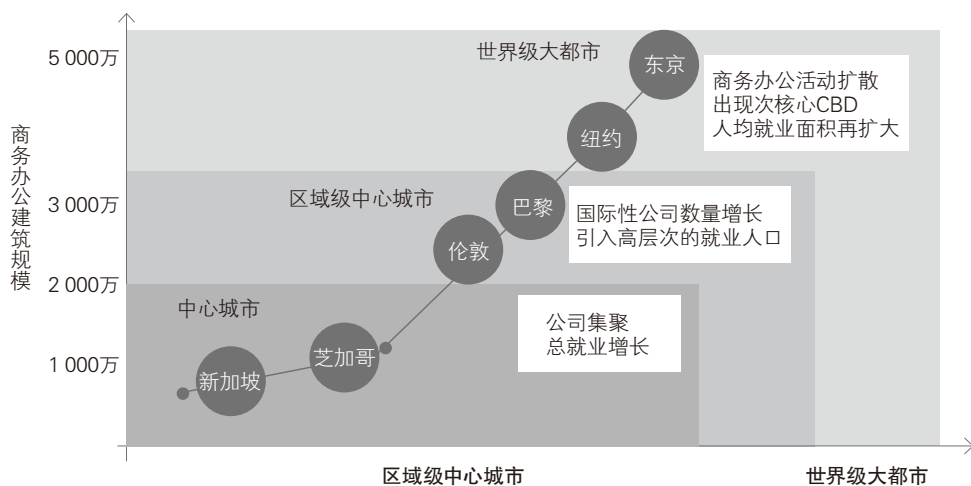 5 000万
世界级大都市
东京
商务办公活动扩散
出现次核心CBD
人均就业面积再扩大
纽约
商务办公建筑规模
区域级中心城市
3 000万
巴黎
国际性公司数量增长
引入高层次的就业人口
伦敦
2 000万
中心城市
公司集聚
总就业增长
1 000万
芝加哥
新加坡
区域级中心城市
世界级大都市